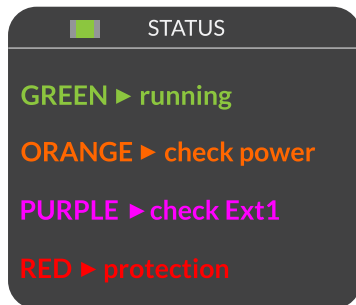 STATUS
GREEN ► running
ORANGE ► check power
PURPLE ► check Ext1
RED ► protection